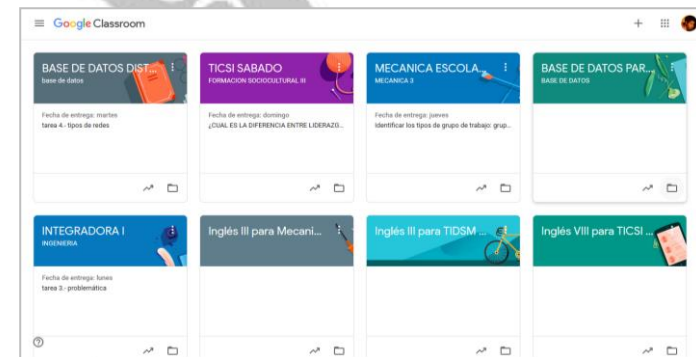 Google Classroom
BASE DE DATOS DIST...
base de datos
Fecha de entrega: martes
tarea 4.- tipos de redes
TICSI SABADO
FORMACION SOCIOCULTURAL III
Fecha de entrega: domingo
¿CUAL ES LA DIFERENCIA ENTRE LIDERAZG...
MECANICA ESCOLA...
MECANICA 3
Fecha de entrega: jueves
Identificar los tipos de grupo de trabajo: grup...
BASE DE DATOS PAR...
BASE DE DATOS
INTEGRADORA I
INGENIERIA
Fecha de entrega: lunes
tarea 3.- problemática
Inglés III para Mecani...
Inglés III para TIDSM ...
Inglés VIII para TICSI ...